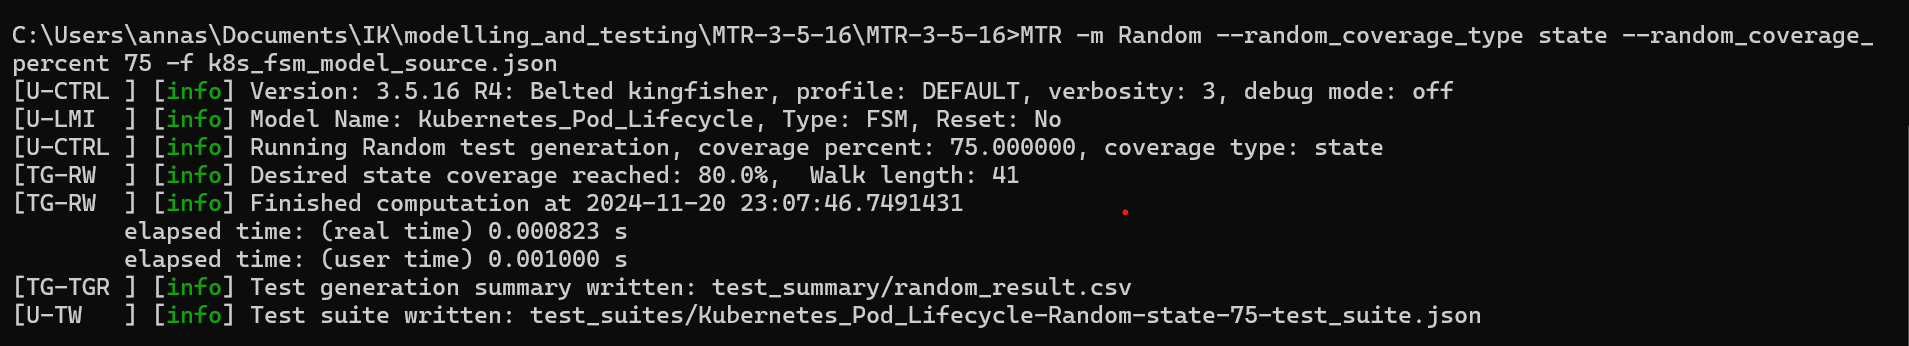 C:\Users\annas\Documents\IK\modelling_and_testing\MTR-3-5-16\MTR-3-5-16>MTR -m Random --random_coverage_type state --random_coverage_
percent 75 -f k8s_fsm_model_source.json
[U-CTRL ] [info] Version: 3.5.16 R4: Belted kingfisher, profile: DEFAULT, verbosity: 3, debug mode: off
[U-LMI  ] [info] Model Name: Kubernetes_Pod_Lifecycle, Type: FSM, Reset: No
[U-CTRL ] [info] Running Random test generation, coverage percent: 75.000000, coverage type: state
[TG-RW  ] [info] Desired state coverage reached: 80.0%,  Walk length: 41
[TG-RW  ] [info] Finished computation at 2024-11-20 23:07:46.7491431
        elapsed time: (real time) 0.000823 s
        elapsed time: (user time) 0.001000 s
[TG-TGR ] [info] Test generation summary written: test_summary/random_result.csv
[U-TW   ] [info] Test suite written: test_suites/Kubernetes_Pod_Lifecycle-Random-state-75-test_suite.json